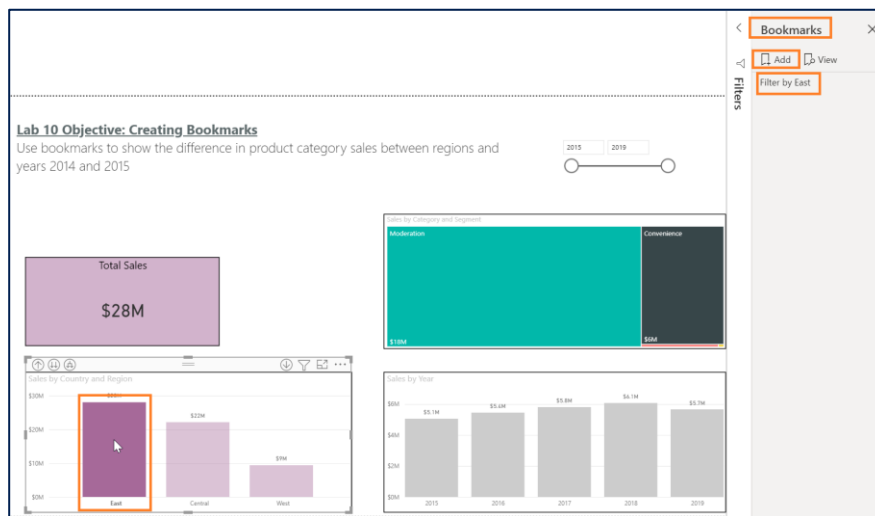 Bookmarks
Add View
Filter by East
Filters
Lab 10 Objective: Creating Bookmarks
Use bookmarks to show the difference in product category sales between regions and
years 2014 and 2015
2015 2019
Sales by Category and Segment
Moderation Convenience
$18M $6M
Total Sales
$28M
Sales by Country and Region
$30M
$20M
$10M
$0M
$22M
$9M
East Central West
Sales by Year
$6M
$4M
$2M
$0M
$5.1M $5.4M $5.8M $6.1M $5.7M
2015 2016 2017 2018 2019